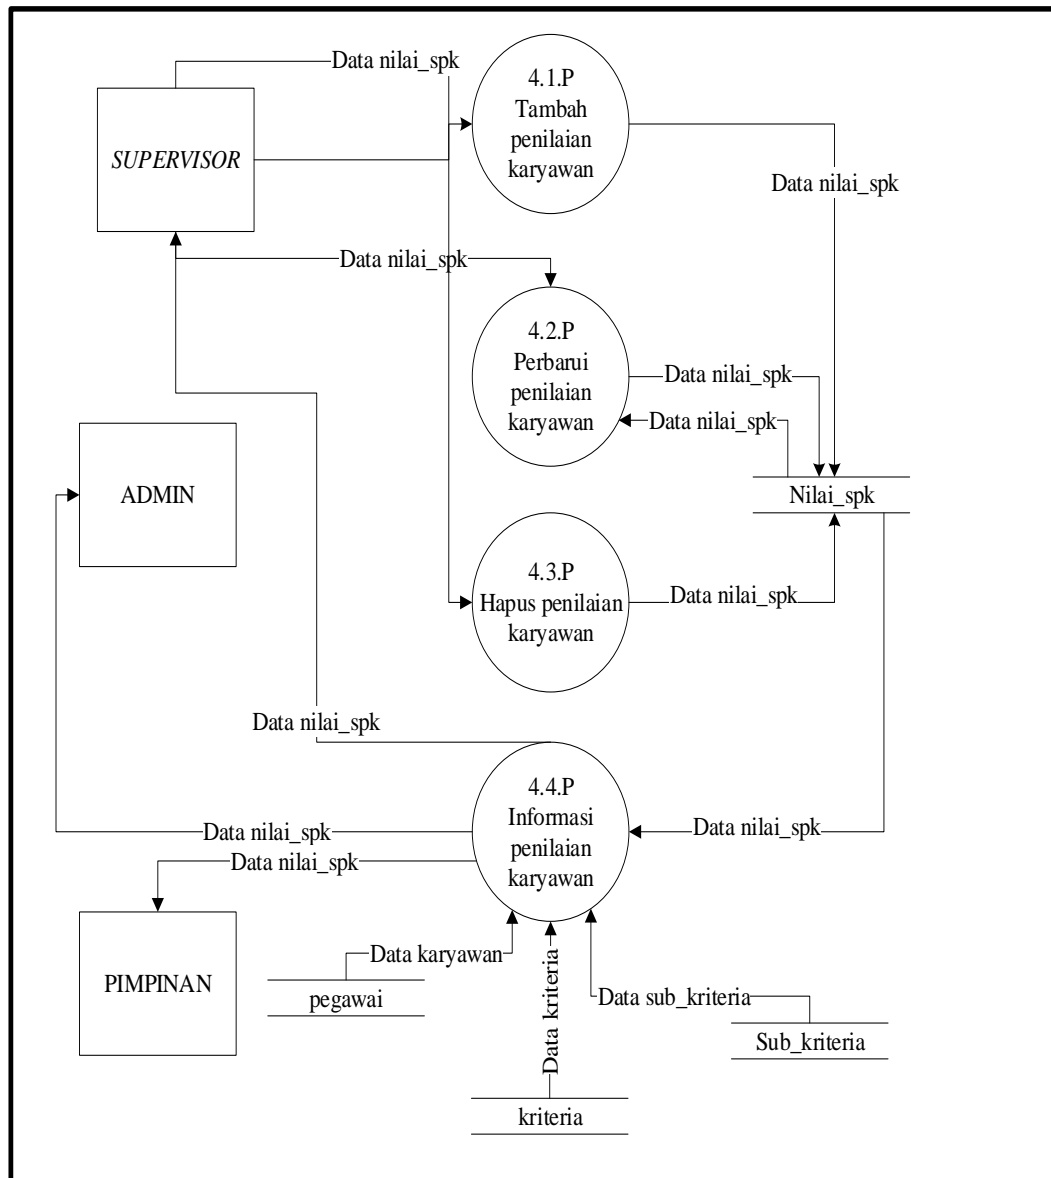 Data nilai_spk
4.1.P
Tambah
penilaian
karyawan
SUPERVISOR
Data nilai_spk
Data nilai_spk
4.2.P
Perbarui
penilaian
karyawan
Data nilai_spk
Data nilai_spk
ADMIN
Nilai_spk
4.3.P
Hapus penilaian
karyawan
Data nilai_spk
Data nilai_spk
4.4.P
Informasi
penilaian
karyawan
Data nilai_spk
Data nilai_spk
Data nilai_spk
PIMPINAN
Data karyawan
pegawai
Data kriteria
Data sub_kriteria
Sub_kriteria
kriteria